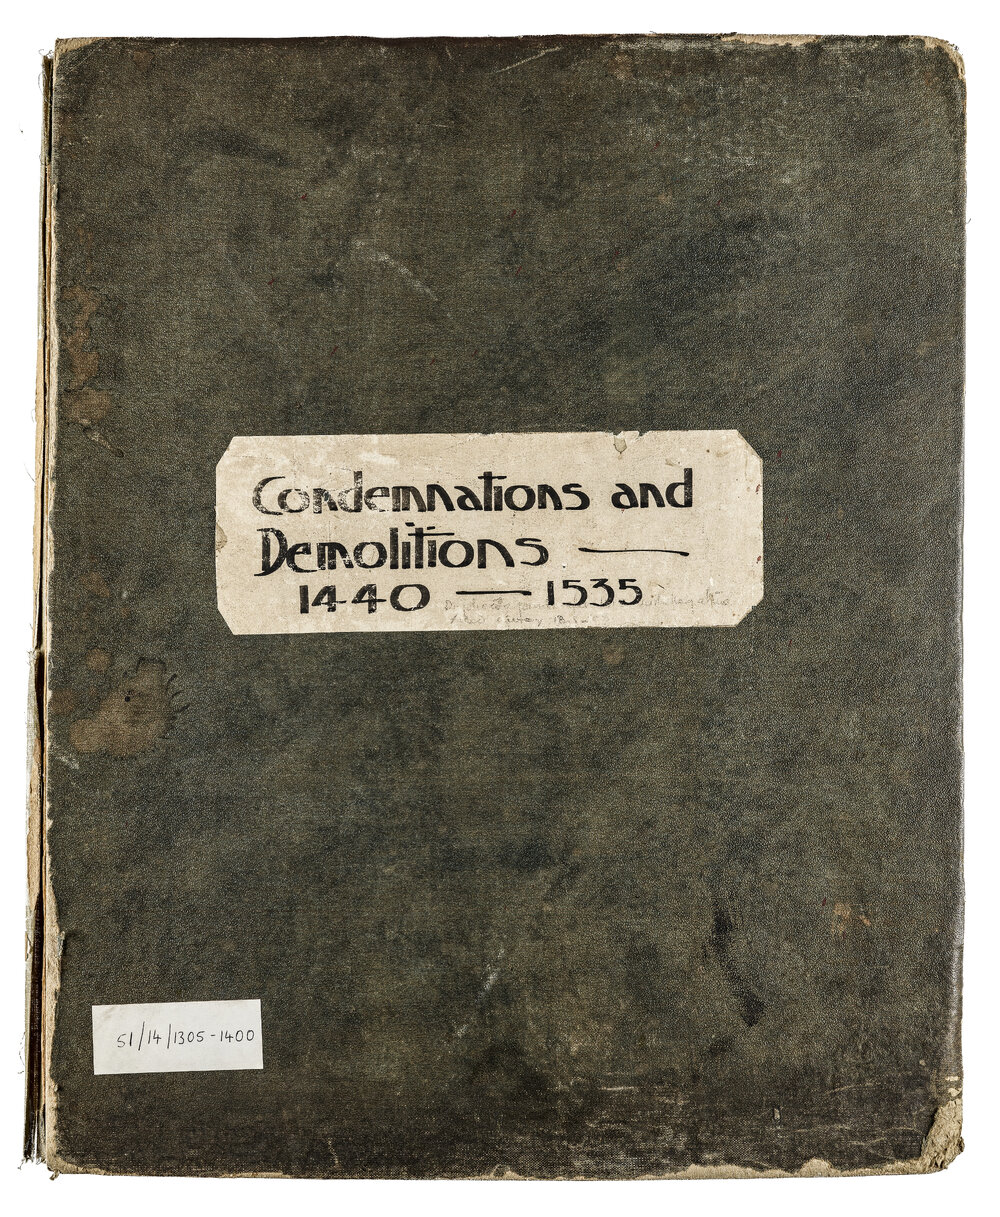 Condemnations and
Demolitions —
1440 — 1535
51/14/1305-1400